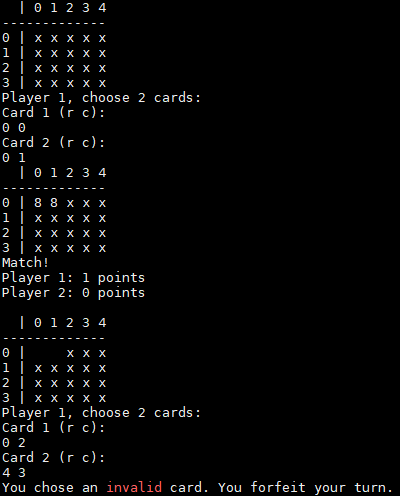 | 0 1 2 3 4
-------------
0 | x x x x x
1 | x x x x x
2 | x x x x x
3 | x x x x x
Player 1, choose 2 cards:
Card 1 (r c):
0 0
Card 2 (r c):
0 1
  | 0 1 2 3 4
-------------
0 | 8 8 x x x
1 | x x x x x
2 | x x x x x
3 | x x x x x
Match!
Player 1: 1 points
Player 2: 0 points

  | 0 1 2 3 4
-------------
0 |     x x x
1 | x x x x x
2 | x x x x x
3 | x x x x x
Player 1, choose 2 cards:
Card 1 (r c):
0 2
Card 2 (r c):
4 3
You chose an invalid card. You forfeit your turn.